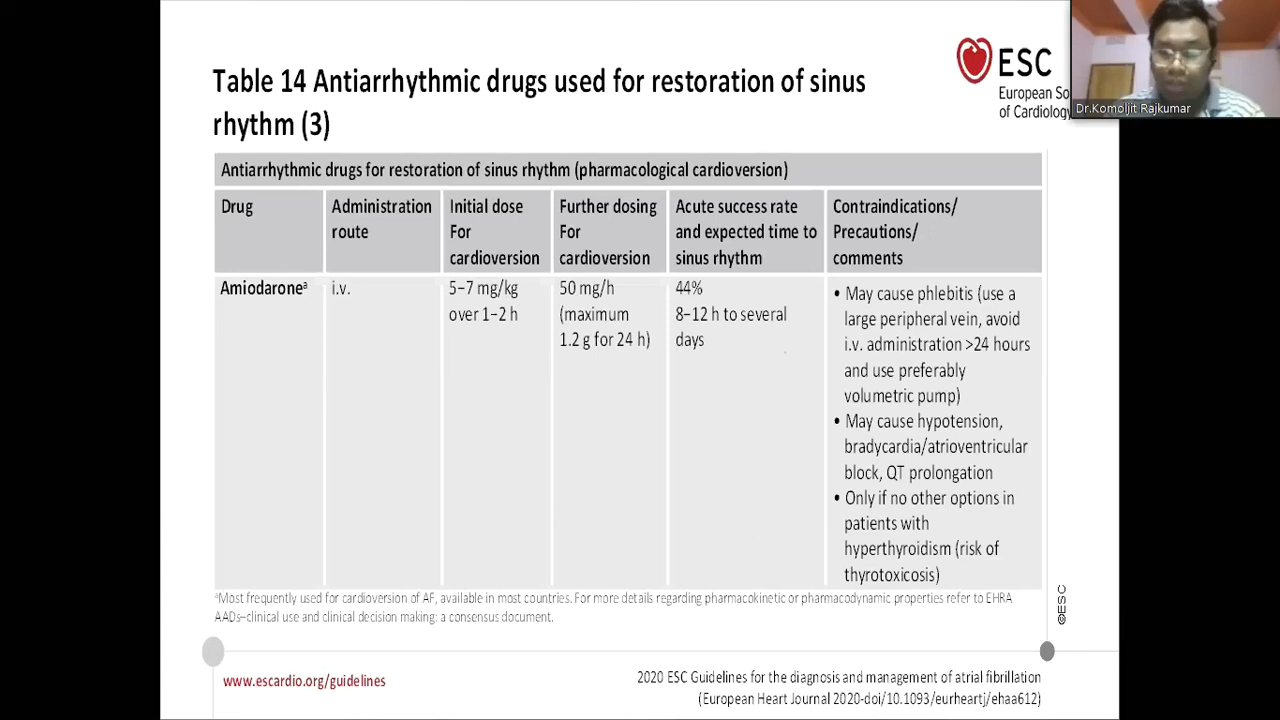 ESC
European So
of Cardiology
Dr.Komoljit Rajkumar
Table 14 Antiarrhythmic drugs used for restoration of sinus
rhythm (3)
Antiarrhythmic drugs for restoration of sinus rhythm (pharmacological cardioversion)
Drug
Administration
route
Initial dose
For
cardioversion
Further dosing
For
cardioversion
Acute success rate
and expected time to
sinus rhythm
Contraindications/
Precautions/
comments
Amiodaroneᵃ
i.v.
5–7 mg/kg
over 1–2 h
50 mg/h
(maximum
1.2 g for 24 h)
44%
8–12 h to several
days
• May cause phlebitis (use a
large peripheral vein, avoid
i.v. administration >24 hours
and use preferably
volumetric pump)
• May cause hypotension,
bradycardia/atrioventricular
block, QT prolongation
• Only if no other options in
patients with
hyperthyroidism (risk of
thyrotoxicosis)
ᵃMost frequently used for cardioversion of AF, available in most countries. For more details regarding pharmacokinetic or pharmacodynamic properties refer to EHRA
AADs–clinical use and clinical decision making: a consensus document.
©ESC
www.escardio.org/guidelines
2020 ESC Guidelines for the diagnosis and management of atrial fibrillation
(European Heart Journal 2020-doi/10.1093/eurheartj/ehaa612)